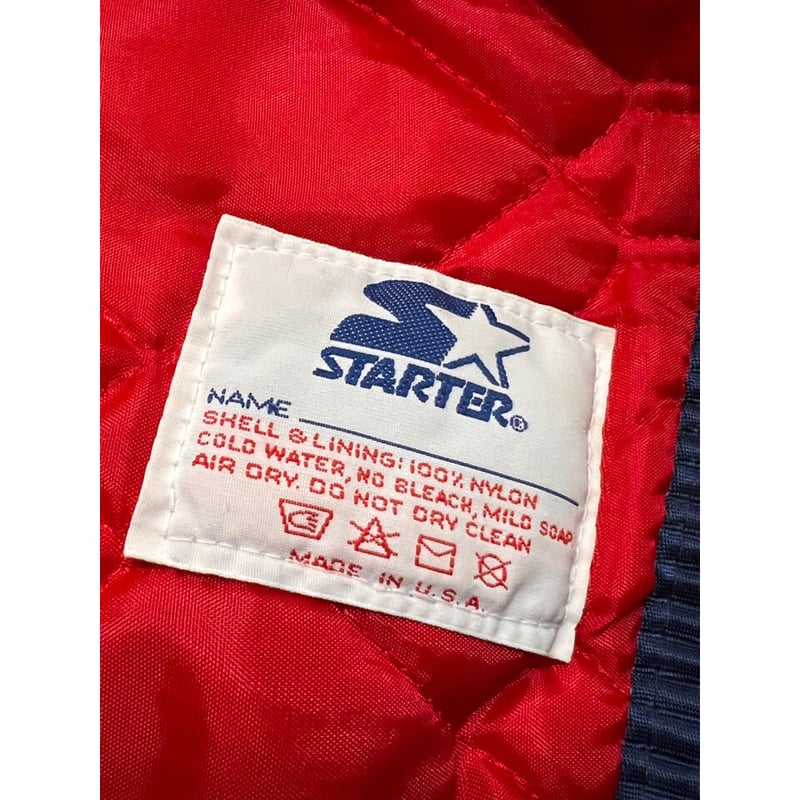 STARTER®
NAME
SHELL & LINING: 100% NYLON
COLD WATER, NO BLEACH, MILD SOAP
AIR DRY. DO NOT DRY CLEAN
MADE IN U.S.A.